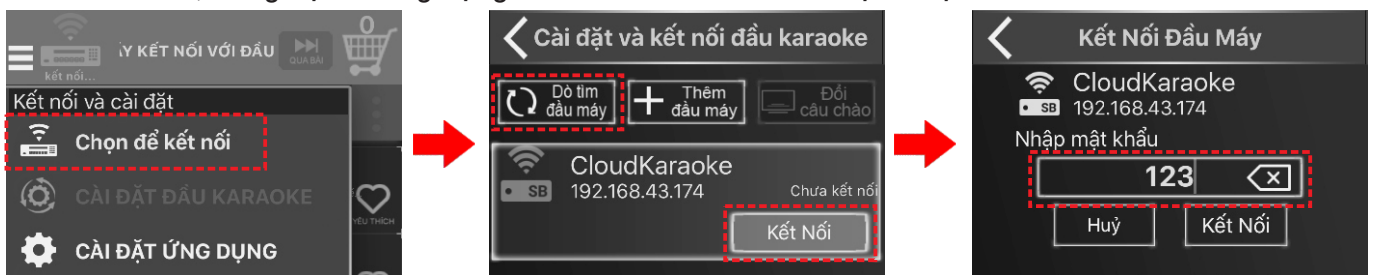 0
ÁY KẾT NỐI VỚI ĐẦU
QUA BÀI
kết nối...
Kết nối và cài đặt
Chọn để kết nối
CÀI ĐẶT ĐẦU KARAOKE
YÊU THÍCH
CÀI ĐẶT ỨNG DỤNG
Cài đặt và kết nối đầu karaoke
Dò tìm
đầu máy
Thêm
đầu máy
Đổi
câu chào
CloudKaraoke
SB 192.168.43.174
Chưa kết nối
Kết Nối
Kết Nối Đầu Máy
CloudKaraoke
SB 192.168.43.174
Nhập mật khẩu
123
Huỷ
Kết Nối